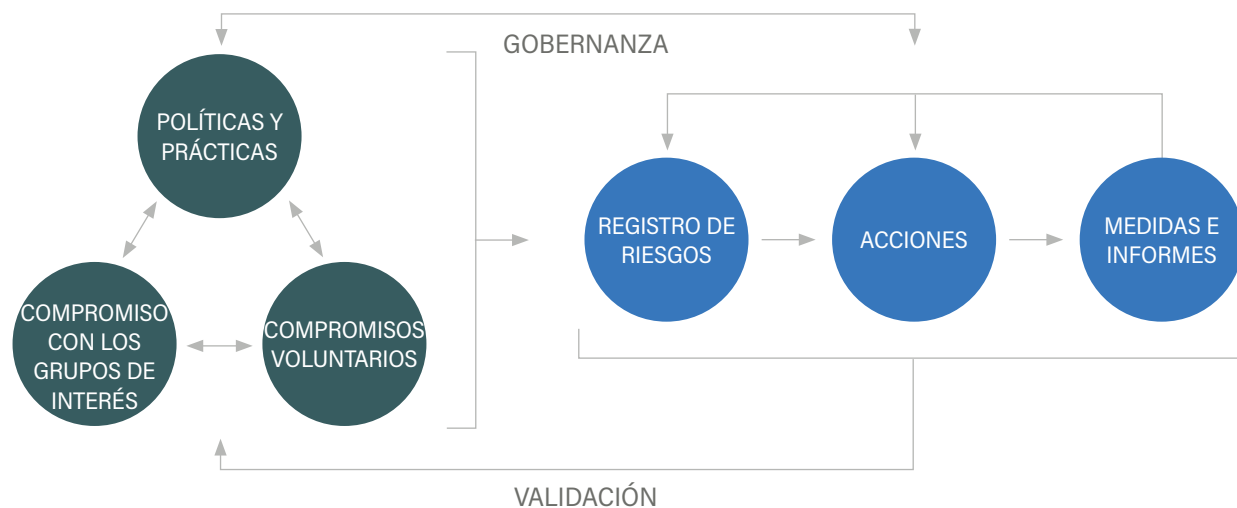 GOBERNANZA
POLÍTICAS Y
PRÁCTICAS
COMPROMISO
CON LOS
GRUPOS DE
INTERÉS
COMPROMISOS
VOLUNTARIOS
REGISTRO DE
RIESGOS
ACCIONES
MEDIDAS E
INFORMES
VALIDACIÓN